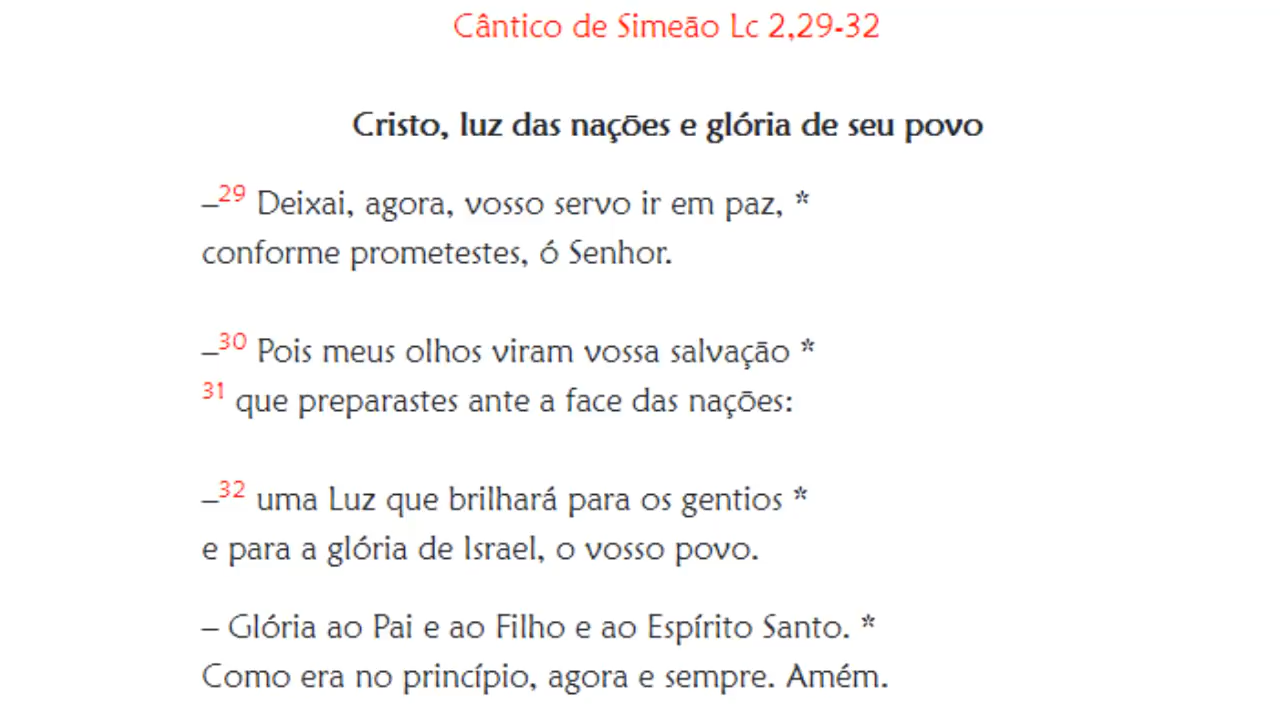 Cântico de Simeão Lc 2,29-32
Cristo, luz das nações e glória de seu povo
–29 Deixai, agora, vosso servo ir em paz, *
conforme prometestes, ó Senhor.
–30 Pois meus olhos viram vossa salvação *
31 que preparastes ante a face das nações:
–32 uma Luz que brilhará para os gentios *
e para a glória de Israel, o vosso povo.
– Glória ao Pai e ao Filho e ao Espírito Santo. *
Como era no princípio, agora e sempre. Amém.